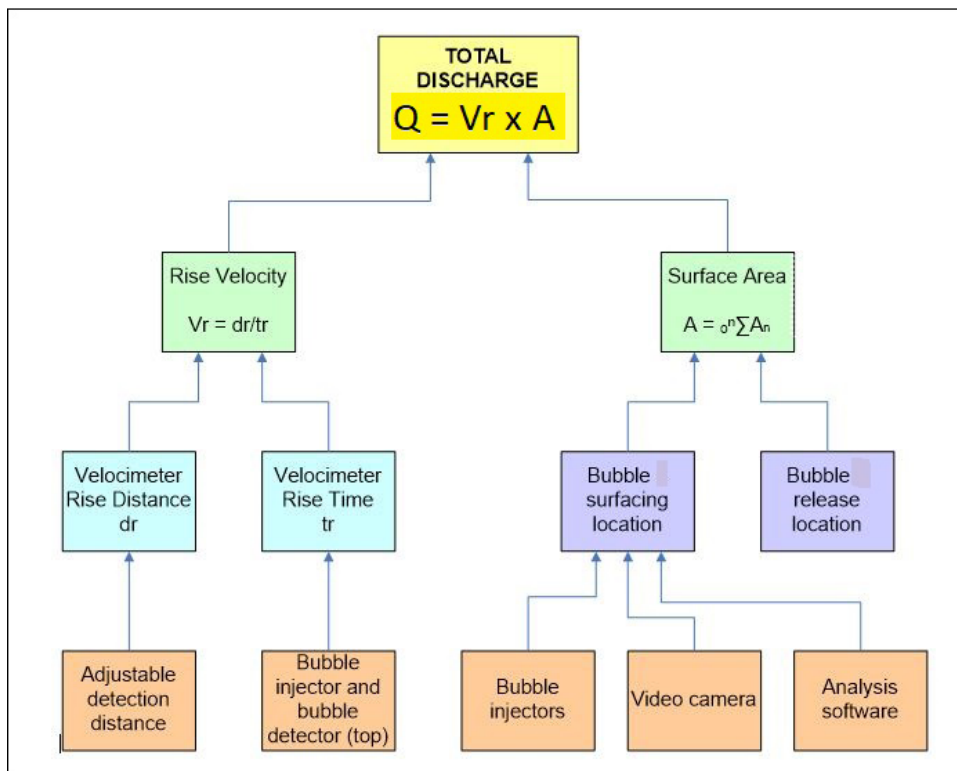 TOTAL
DISCHARGE
Q = Vr x A
Rise Velocity
Vr = dr/tr
Surface Area
A = ₀ⁿ∑Aₙ
Velocimeter
Rise Distance
dr
Velocimeter
Rise Time
tr
Bubble
surfacing
location
Bubble
release
location
Adjustable
detection
distance
Bubble
injector and
bubble
detector (top)
Bubble
injectors
Video camera
Analysis
software